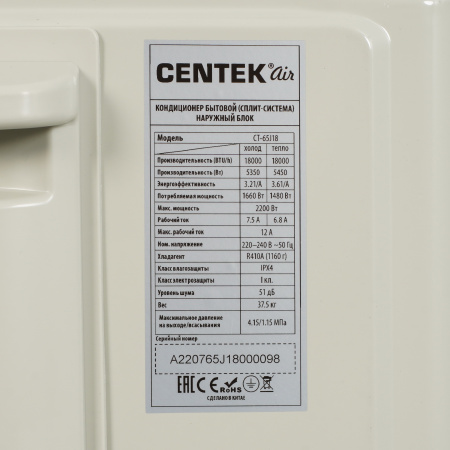 CENTEK® air
КОНДИЦИОНЕР БЫТОВОЙ (СПЛИТ-СИСТЕМА)
НАРУЖНЫЙ БЛОК
Модель CT-65J18
холод тепло
Производительность (BTU/h) 18000 18000
Производительность (Вт) 5350 5450
Энергоэффективность 3.21/A 3.61/A
Потребляемая мощность 1660 Вт 1480 Вт
Макс. мощность 2200 Вт
Рабочий ток 7.5 А 6.8 А
Макс. рабочий ток 12 А
Ном. напряжение 220~240 В ~50 Гц
Хладагент R410A (1160 г)
Класс влагозащиты IPX4
Класс электрозащиты I кл.
Уровень шума 51 дБ
Вес 37.5 кг
Максимальное давление
на выходе/всасывания 4.15/1.15 МПа
Серийный номер
A220765J18000098
EAC CE RoHS
СДЕЛАНО В КИТАЕ